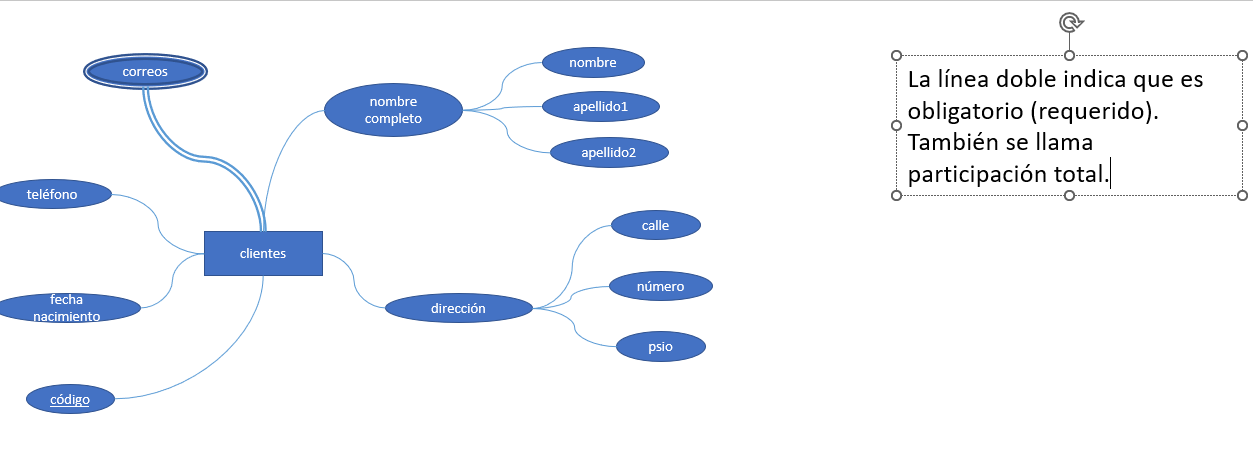 correos
nombre
completo
nombre
apellido1
apellido2
teléfono
clientes
calle
número
psio
dirección
fecha
nacimiento
código
La línea doble indica que es
obligatorio (requerido).
También se llama
participación total.